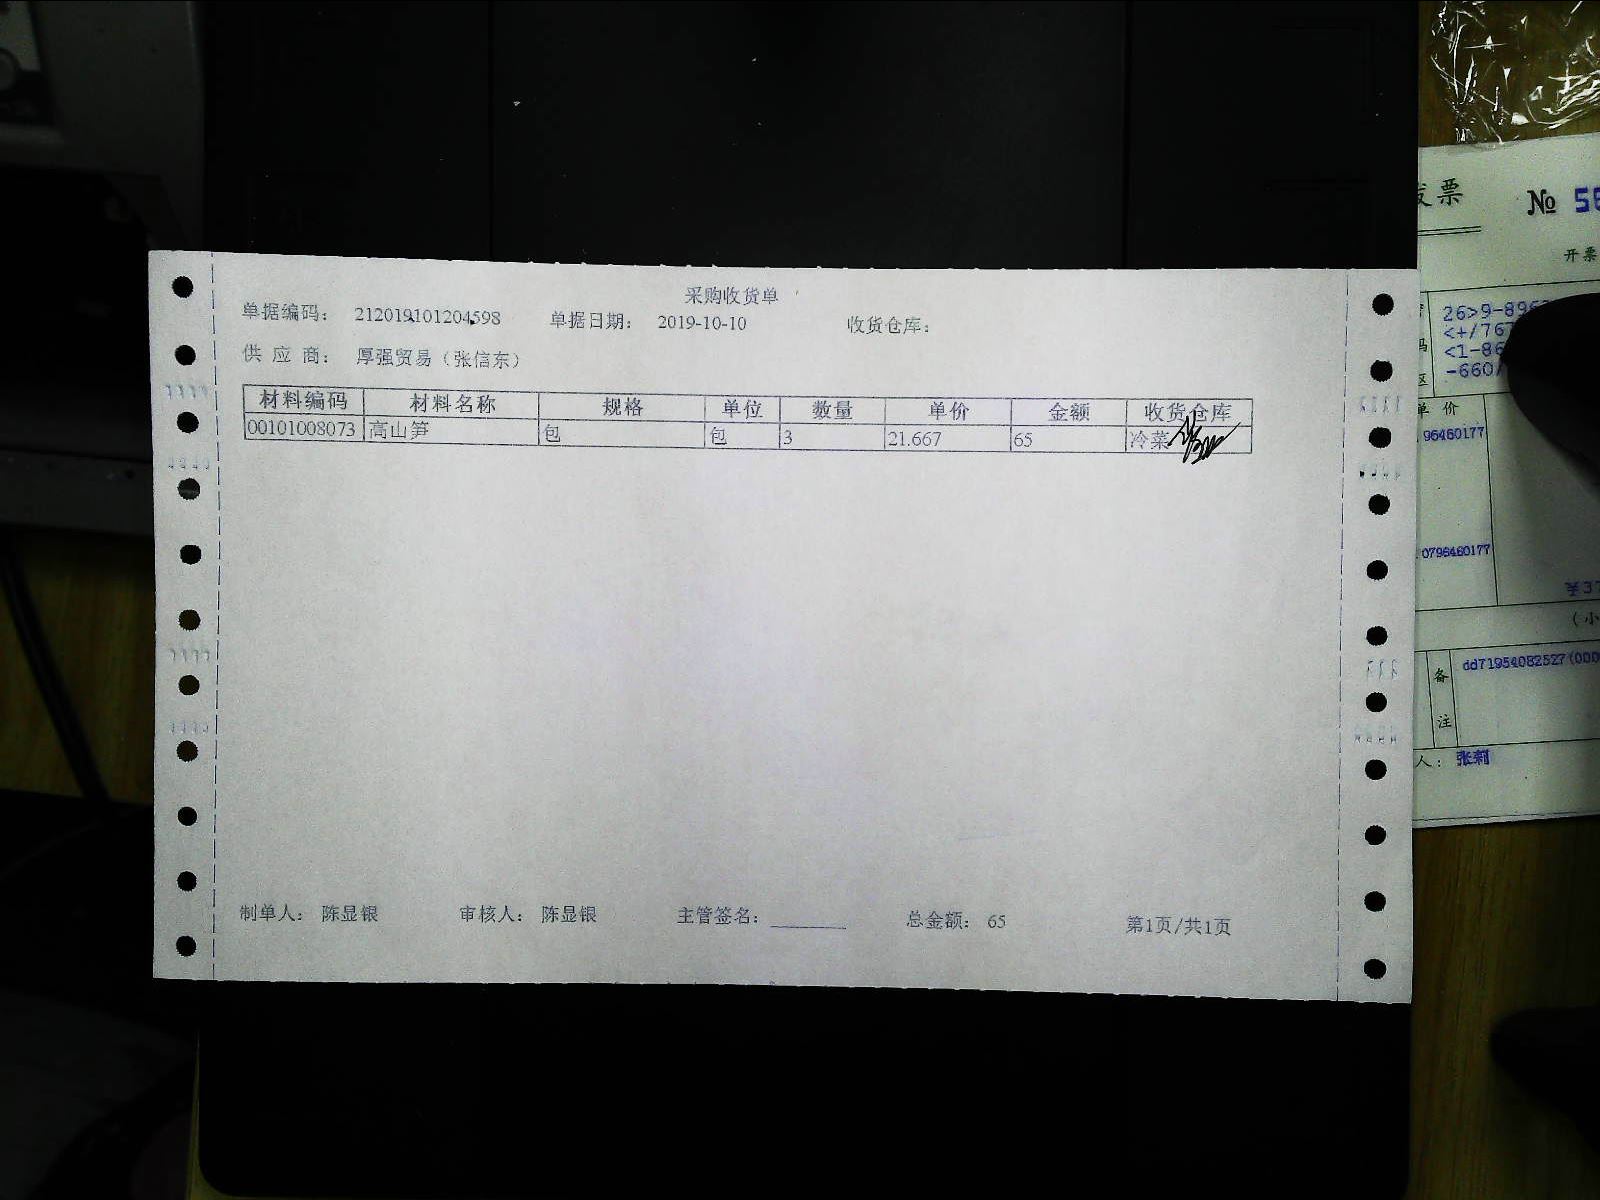 采购收货单
单据编码： 212019101204598 单据日期： 2019-10-10 收货仓库：
供 应 商： 厚强贸易（张信东）
材料编码 材料名称 规格 单位 数量 单价 金额 收货仓库
00101008073 高山笋 包 包 3 21.667 65 冷菜
制单人： 陈显银 审核人： 陈显银 主管签名： 总金额： 65 第1页/共1页
票 № 56
开票
26>9-896
<+/767
<1-86
-660/
单 价
96460177
0796460177
(小
备
注
dd71954082527(000
人：